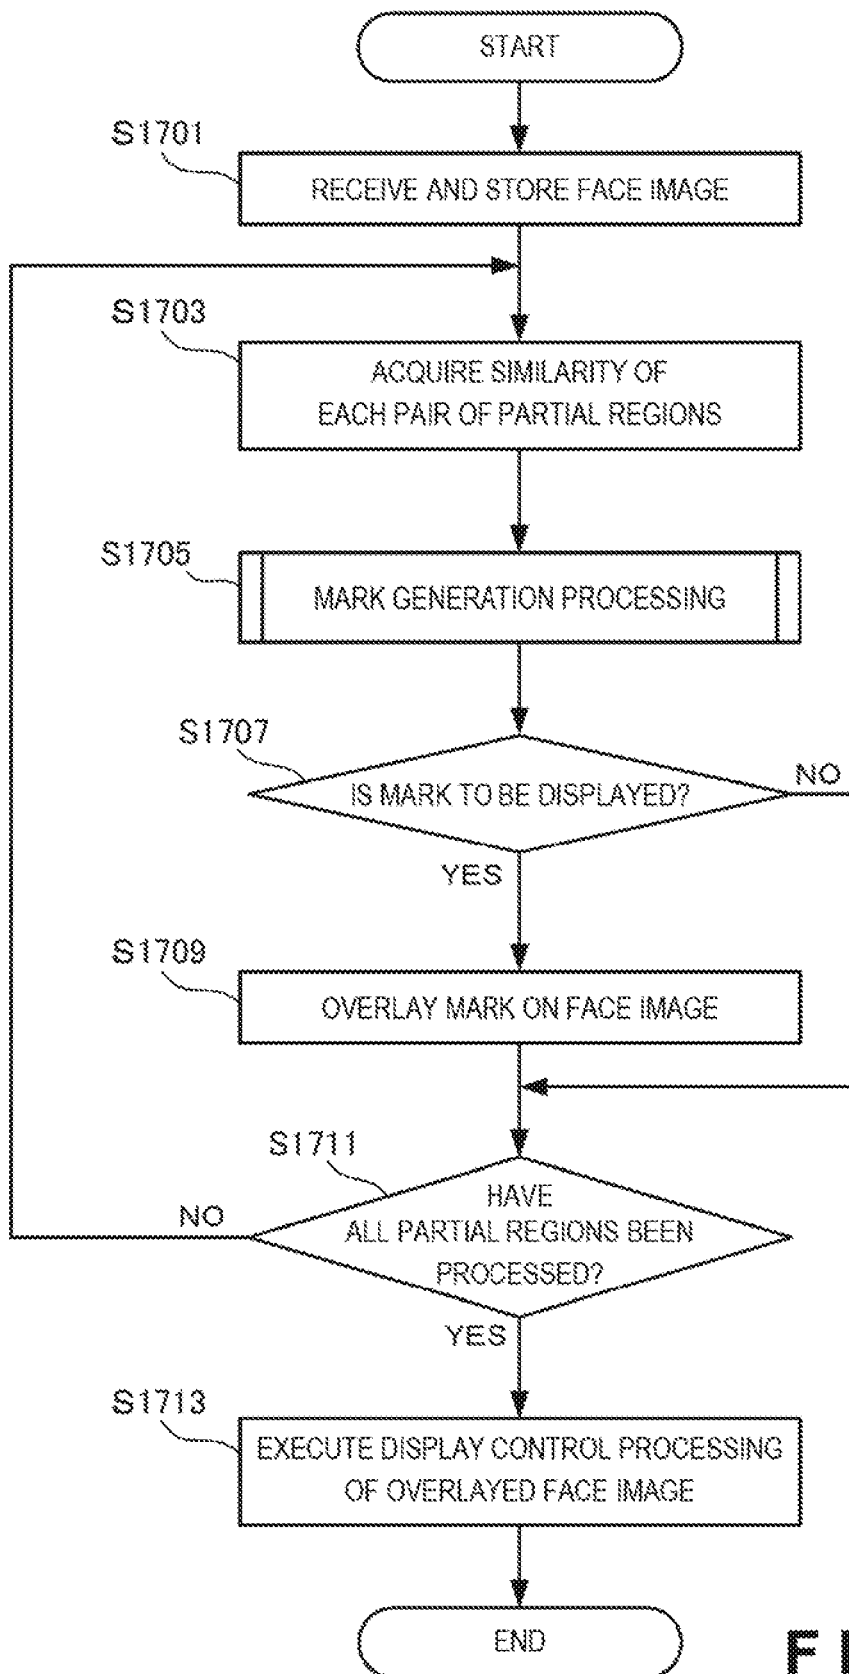 START
S1701
RECEIVE AND STORE FACE IMAGE
S1703
ACQUIRE SIMILARITY OF
EACH PAIR OF PARTIAL REGIONS
S1705
MARK GENERATION PROCESSING
S1707
IS MARK TO BE DISPLAYED?
NO
YES
S1709
OVERLAY MARK ON FACE IMAGE
S1711
HAVE
ALL PARTIAL REGIONS BEEN
PROCESSED?
NO
YES
S1713
EXECUTE DISPLAY CONTROL PROCESSING
OF OVERLAYED FACE IMAGE
END